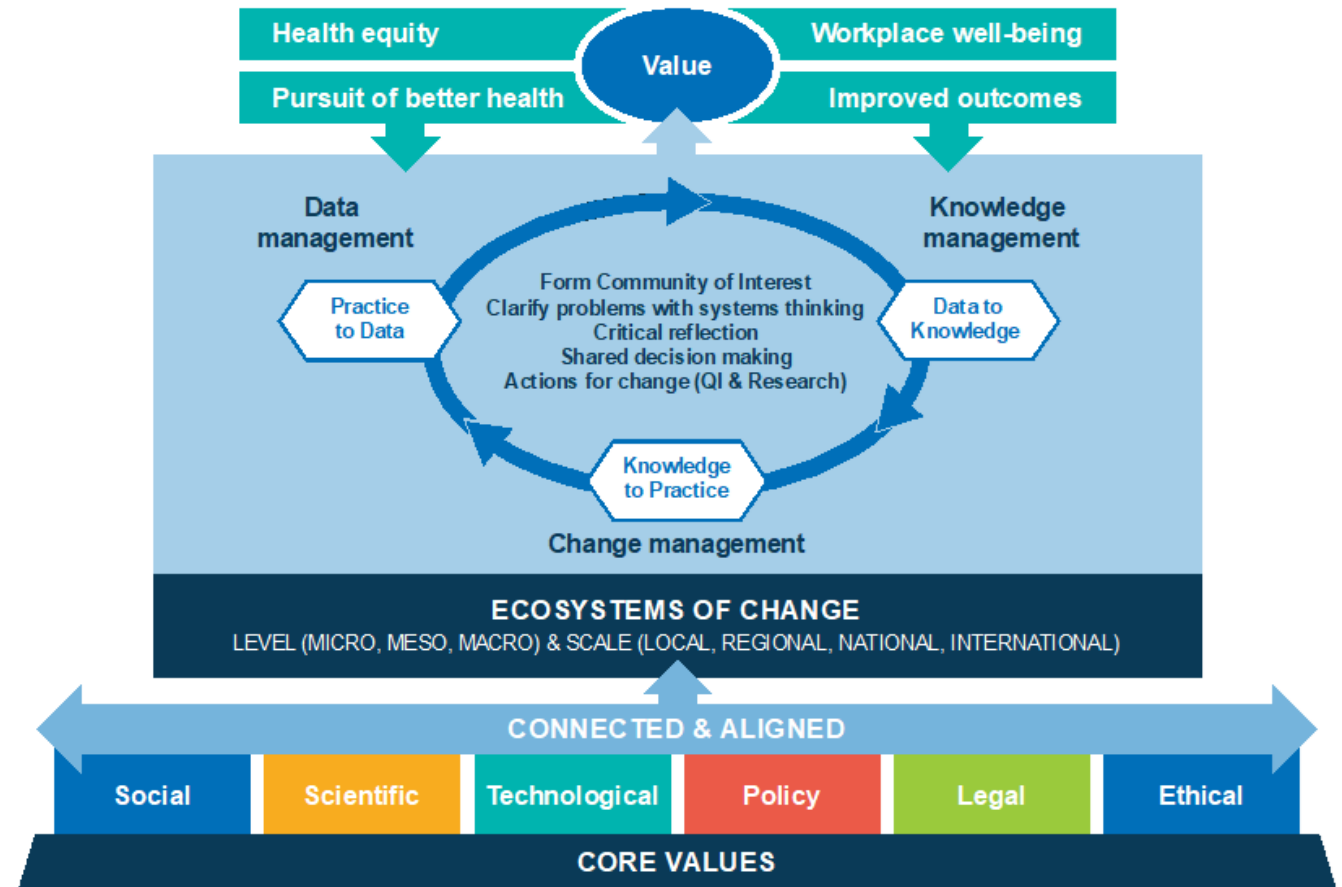 Health equity
Value
Workplace well-being
Pursuit of better health
Improved outcomes
Data
management
Knowledge
management
Form Community of Interest
Clarify problems with systems thinking
Critical reflection
Shared decision making
Actions for change (QI & Research)
Practice
to Data
Data to
Knowledge
Knowledge
to Practice
Change management
ECOSYSTEMS OF CHANGE
LEVEL (MICRO, MESO, MACRO) & SCALE (LOCAL, REGIONAL, NATIONAL, INTERNATIONAL)
CONNECTED & ALIGNED
Social
Scientific
Technological
Policy
Legal
Ethical
CORE VALUES